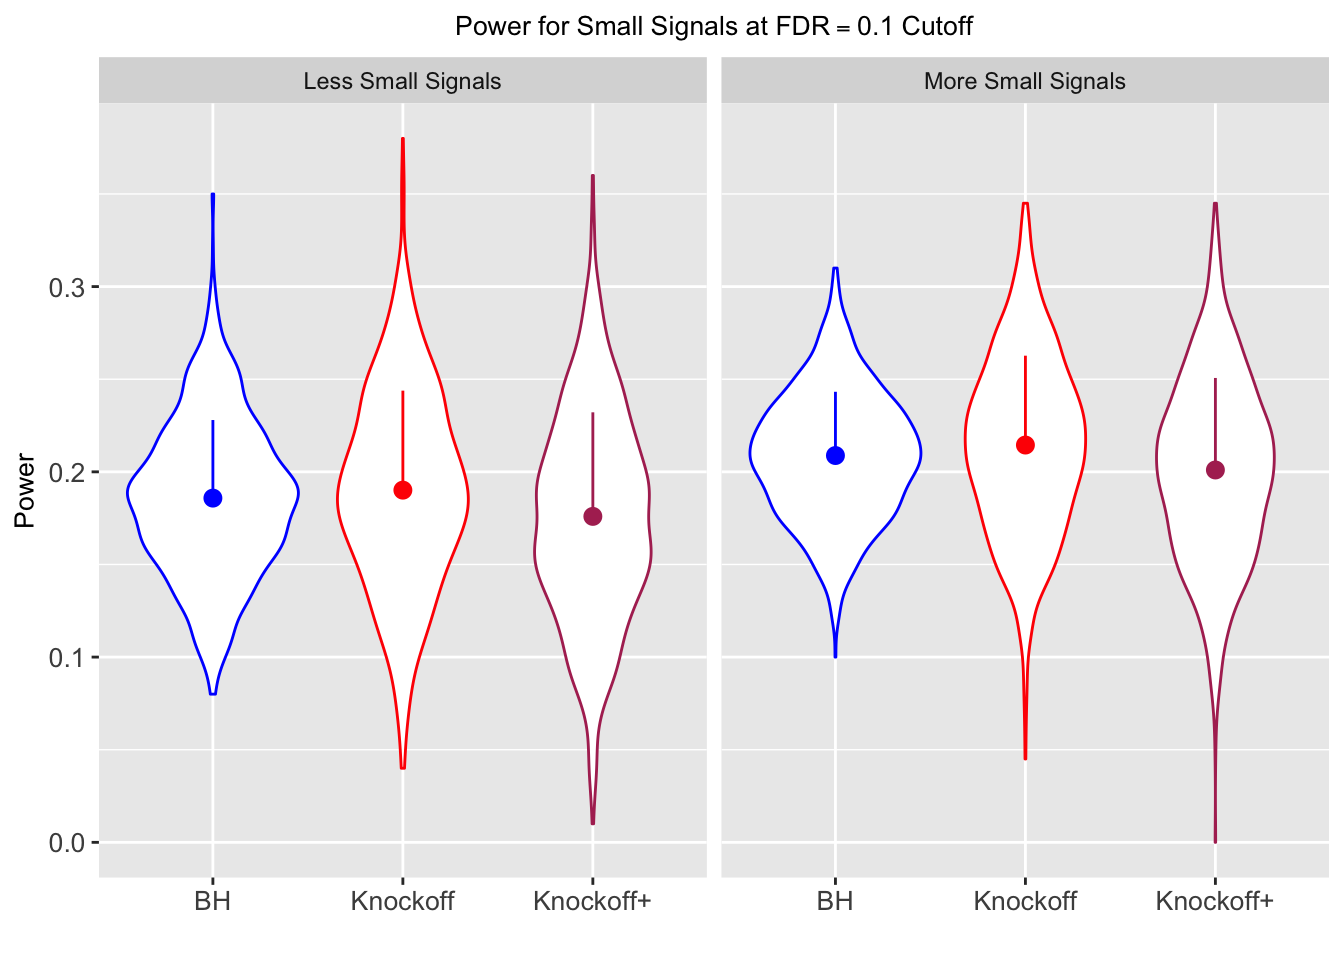 Power for Small Signals at FDR = 0.1 Cutoff
Less Small Signals
More Small Signals
Power
0.3
0.2
0.1
0.0
BH
Knockoff
Knockoff+
BH
Knockoff
Knockoff+